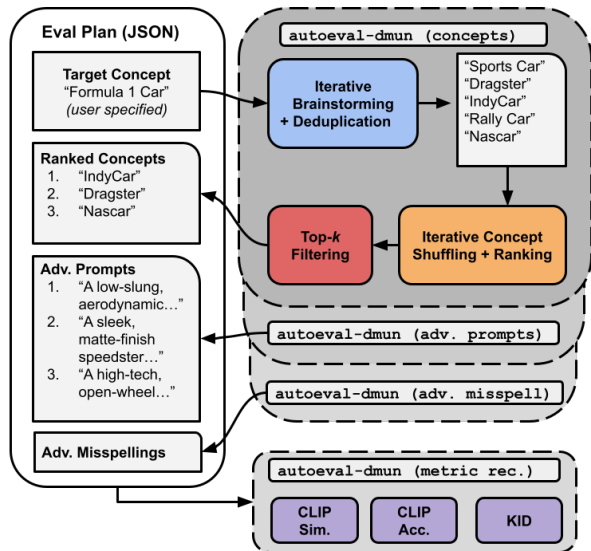 Eval Plan (JSON)
Target Concept
“Formula 1 Car”
(user specified)
Ranked Concepts
1. “IndyCar”
2. “Dragster”
3. “Nascar”
Adv. Prompts
1. “A low-slung,
aerodynamic…”
2. “A sleek,
matte-finish
speedster…”
3. “A high-tech,
open-wheel…”
Adv. Misspellings
autoeval-dmun (concepts)
Iterative
Brainstorming
+ Deduplication
“Sports Car”
“Dragster”
“IndyCar”
“Rally Car”
“Nascar”
Top-k
Filtering
Iterative Concept
Shuffling + Ranking
autoeval-dmun (adv. prompts)
autoeval-dmun (adv. misspell)
autoeval-dmun (metric rec.)
CLIP
Sim.
CLIP
Acc.
KID